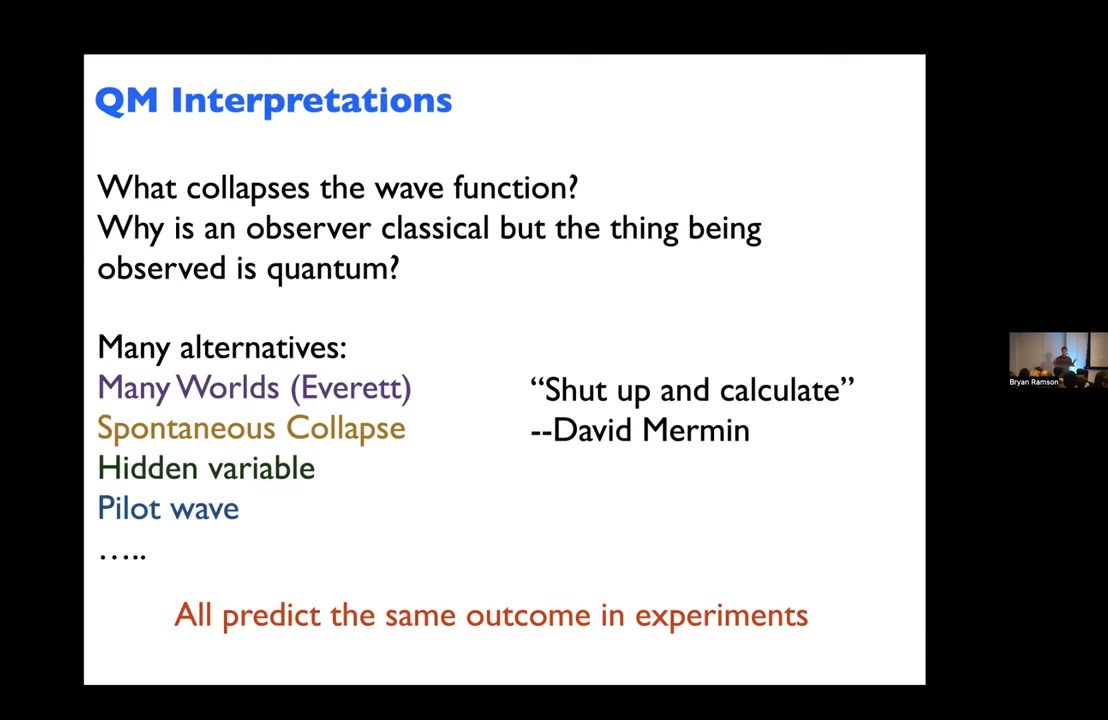 QM Interpretations
What collapses the wave function?
Why is an observer classical but the thing being
observed is quantum?
Many alternatives:
Many Worlds (Everett)
Spontaneous Collapse
Hidden variable
Pilot wave
…..
“Shut up and calculate”
--David Mermin
All predict the same outcome in experiments
Bryan Ramson